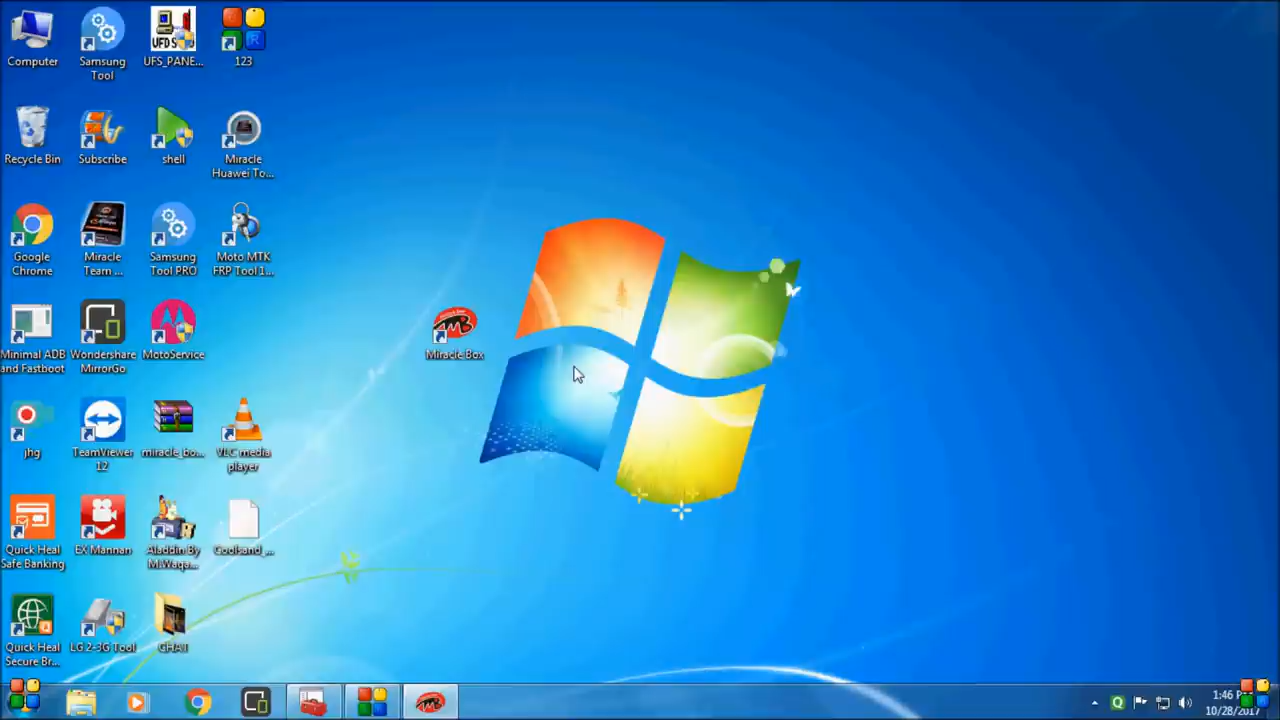 Computer
Samsung
Tool
UFS_PANE...
123
Recycle Bin
Subscribe
shell
Miracle
Huawei To...
Google
Chrome
Miracle
Team ...
Samsung
Tool PRO
Moto MTK
FRP Tool 1...
Minimal ADB
and Fastboot
Wondershare
MirrorGo
MotoService
Miracle Box
jhg
TeamViewer
12
miracle_bo...
VLC media
player
Quick Heal
Safe Banking
EX Mannan
Aladdin By
M.Waqa...
Quick Heal
Secure Br...
LG 2-3G Tool
CHAT
1:46 P
10/28/2017